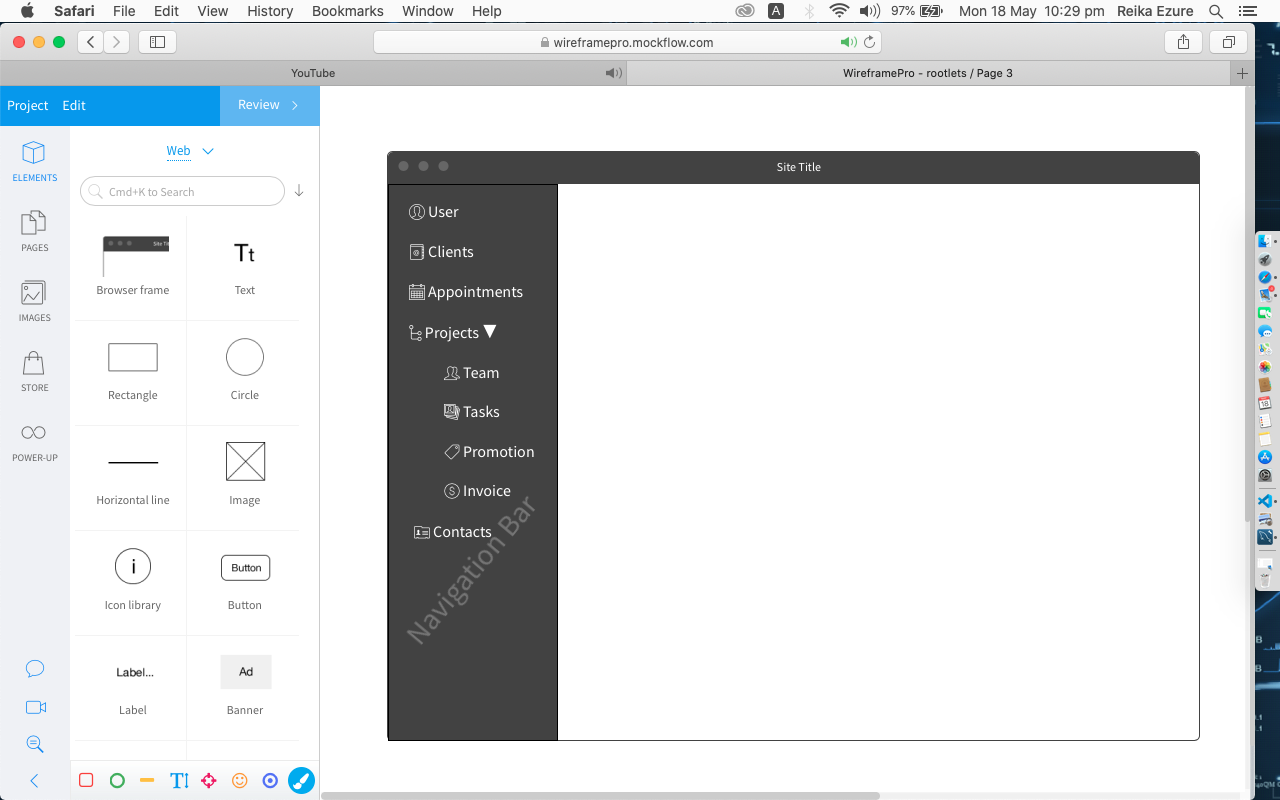 Safari File Edit View History Bookmarks Window Help A 97% Mon 18 May 10:29 pm Reika Ezure
wireframepro.mockflow.com
YouTube
WireframePro - rootlets / Page 3
Project Edit Review
Web
Cmd+K to Search
ELEMENTS
PAGES
IMAGES
STORE
POWER-UP
Site Tit
Browser frame
Tt
Text
Rectangle
Circle
Horizontal line
Image
i
Icon library
Button
Button
Label...
Label
Ad
Banner
T
Site Title
User
Clients
Appointments
Projects
Team
Tasks
Promotion
$ Invoice
Contacts
Navigation Bar
18